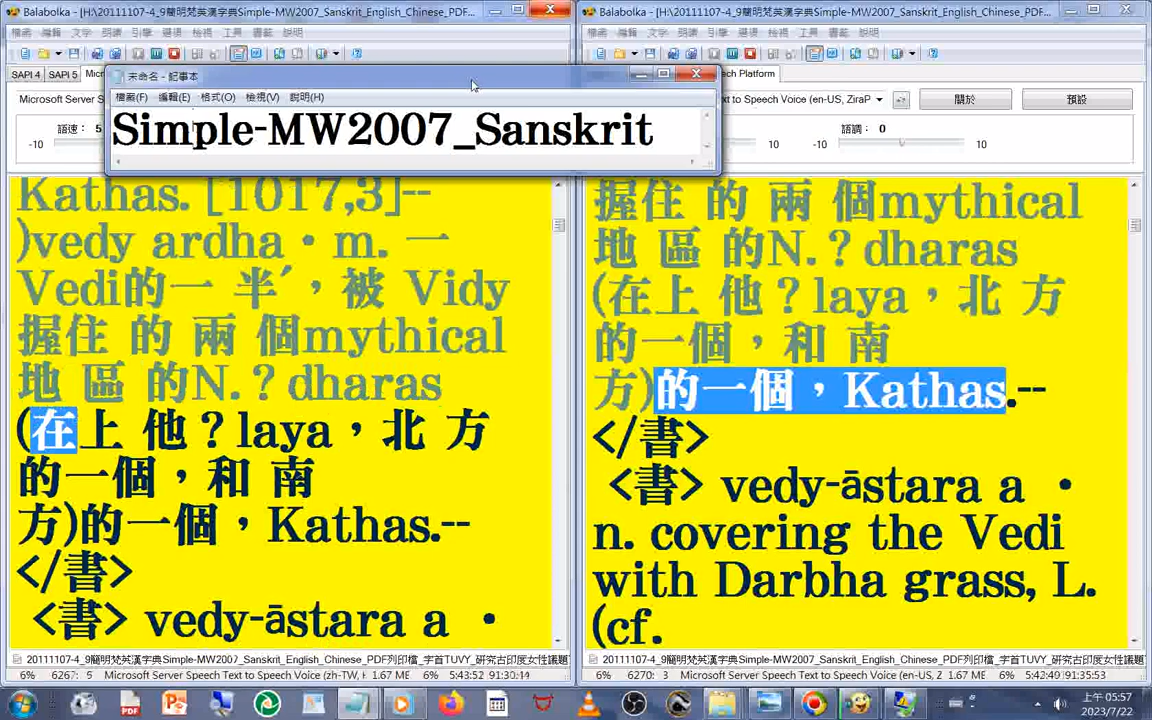 Balabolka - [H:\20111107-4_9簡明梵英漢字典Simple-MW2007_Sanskrit_English_Chinese_PDF...
Balabolka - [H:\20111107-4_9簡明梵英漢字典Simple-MW2007_Sanskrit_English_Chinese_PDF...
SAPI 4 SAPI 5
未命名 - 記事本
ech Platform
檔案(F) 編輯(E) 格式(O) 檢視(V) 說明(H)
Microsoft Server S
xt to Speech Voice (en-US, ZiraP
關於
預設
Simple-MW2007_Sanskrit
語速： 5
-10
10
語調： 0
-10
10
Kathas. [1017,3]--
)vedy ardha • m. 一
Vedi的一 半´，被 Vidy
握住 的 兩 個mythical
地 區 的N. ? dharas
(在上 他？laya，北 方
的一個，和 南
方)的一個，Kathas.--
</書>
<書> vedy-āstara a •
握住 的 兩 個mythical
地 區 的N. ? dharas
(在上 他？laya，北 方
的一個，和 南
方)的一個，Kathas.--
</書>
<書> vedy-āstara a •
n. covering the Vedi
with Darbha grass, L.
(cf.
20111107-4_9簡明梵英漢字典Simple-MW2007_Sanskrit_English_Chinese_PDF列印檔_字首TUVY_研究古印度女性議題
20111107-4_9簡明梵英漢字典Simple-MW2007_Sanskrit_English_Chinese_PDF列印檔_字首TUVY_研究古印度女性議題
6% 6267: 5 Microsoft Server Speech Text to Speech Voice (zh-TW, H 1.67 ME 5:43:52 91:30:14
6% 6270: 3 Microsoft Server Speech Text to Speech Voice (en-US, Z 1.67 ME 5:42:49 91:35:53
上午 05:57
2023/7/22